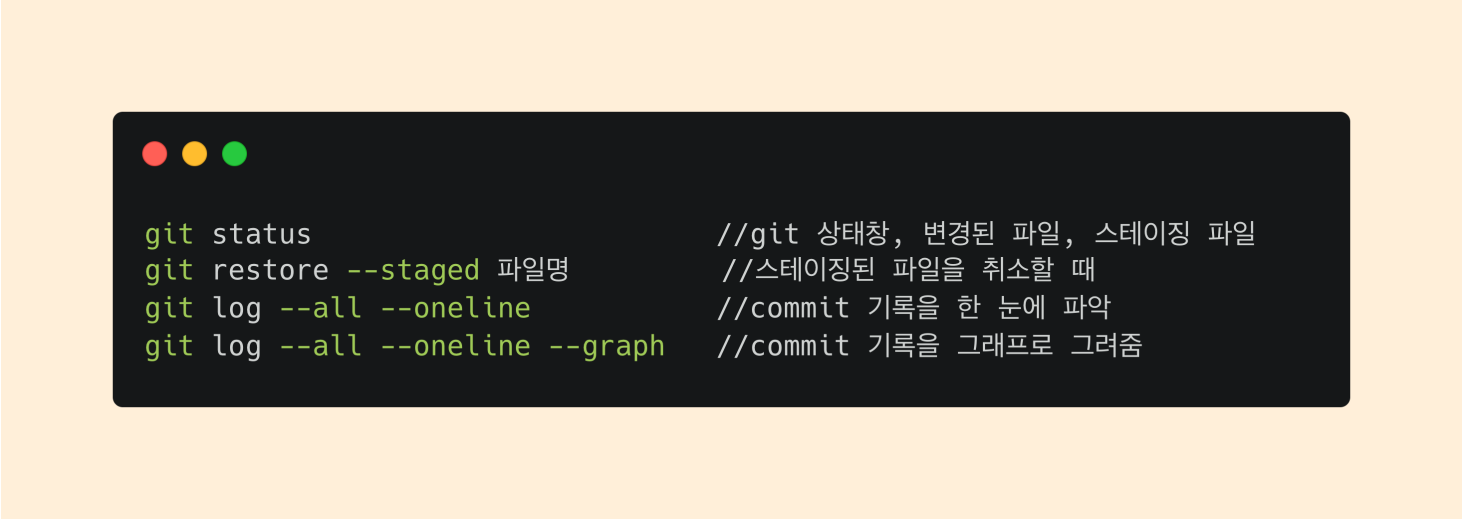 git status //git 상태창, 변경된 파일, 스테이징 파일
git restore --staged 파일명 //스테이징된 파일을 취소할 때
git log --all --oneline //commit 기록을 한 눈에 파악
git log --all --oneline --graph //commit 기록을 그래프로 그려줌